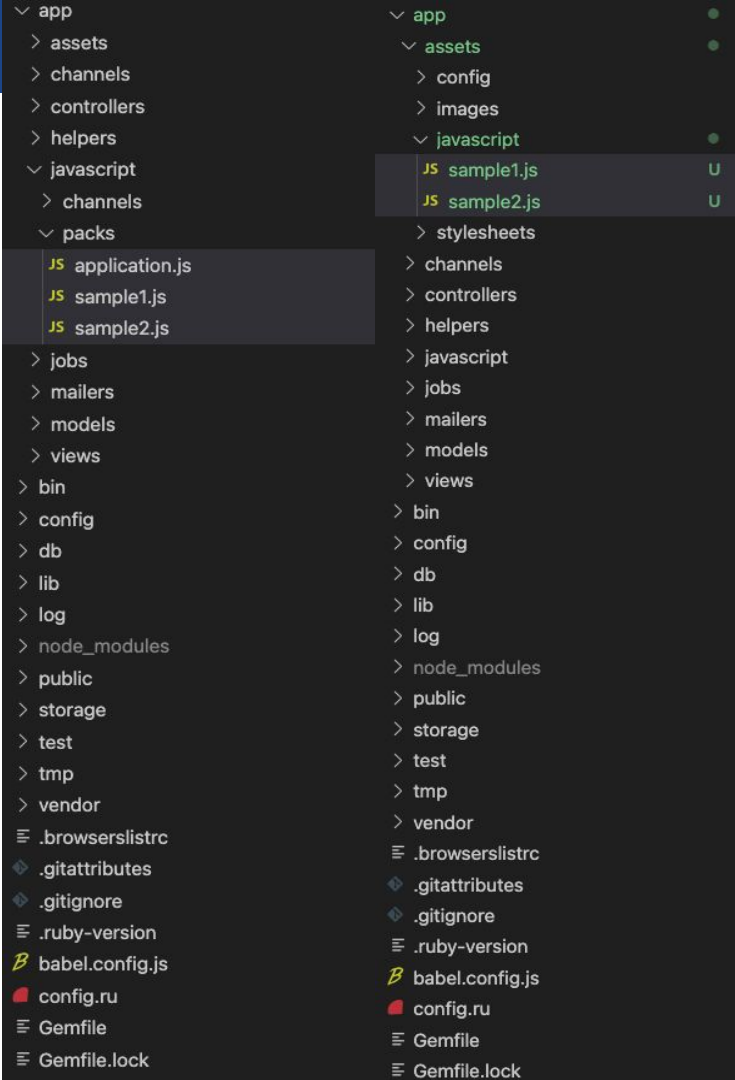 app
assets
channels
controllers
helpers
javascript
channels
packs
JS application.js
JS sample1.js
JS sample2.js
jobs
mailers
models
views
bin
config
db
lib
log
node_modules
public
storage
test
tmp
vendor
.browserslistrc
.gitattributes
.gitignore
.ruby-version
babel.config.js
config.ru
Gemfile
Gemfile.lock
app
assets
config
images
javascript
JS sample1.js U
JS sample2.js U
stylesheets
channels
controllers
helpers
javascript
jobs
mailers
models
views
bin
config
db
lib
log
node_modules
public
storage
test
tmp
vendor
.browserslistrc
.gitattributes
.gitignore
.ruby-version
babel.config.js
config.ru
Gemfile
Gemfile.lock